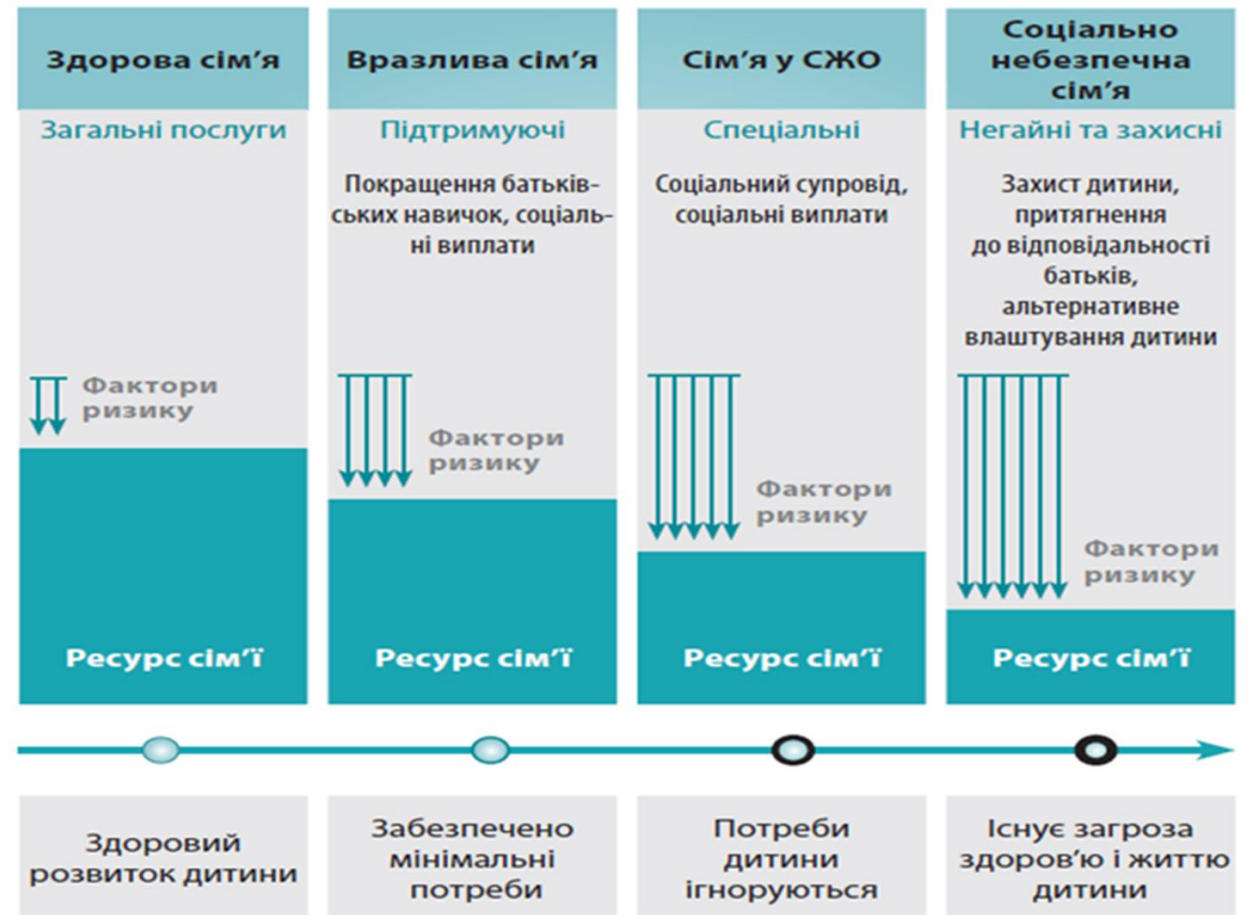 Здорова сім’я
Загальні послуги
Фактори
ризику
Ресурс сім’ї
Здоровий
розвиток дитини
Вразлива сім’я
Підтримуючі
Покращення батьків-
ських навичок, соціаль-
ні виплати
Фактори
ризику
Ресурс сім’ї
Забезпечено
мінімальні
потреби
Сім’я у СЖО
Спеціальні
Соціальний супровід,
соціальні виплати
Фактори
ризику
Ресурс сім’ї
Потреби
дитини
ігноруються
Соціально
небезпечна
сім’я
Негайні та захисні
Захист дитини,
притягнення
до відповідальності
батьків,
альтернативне
влаштування дитини
Фактори
ризику
Ресурс сім’ї
Існує загроза
здоров’ю і життю
дитини